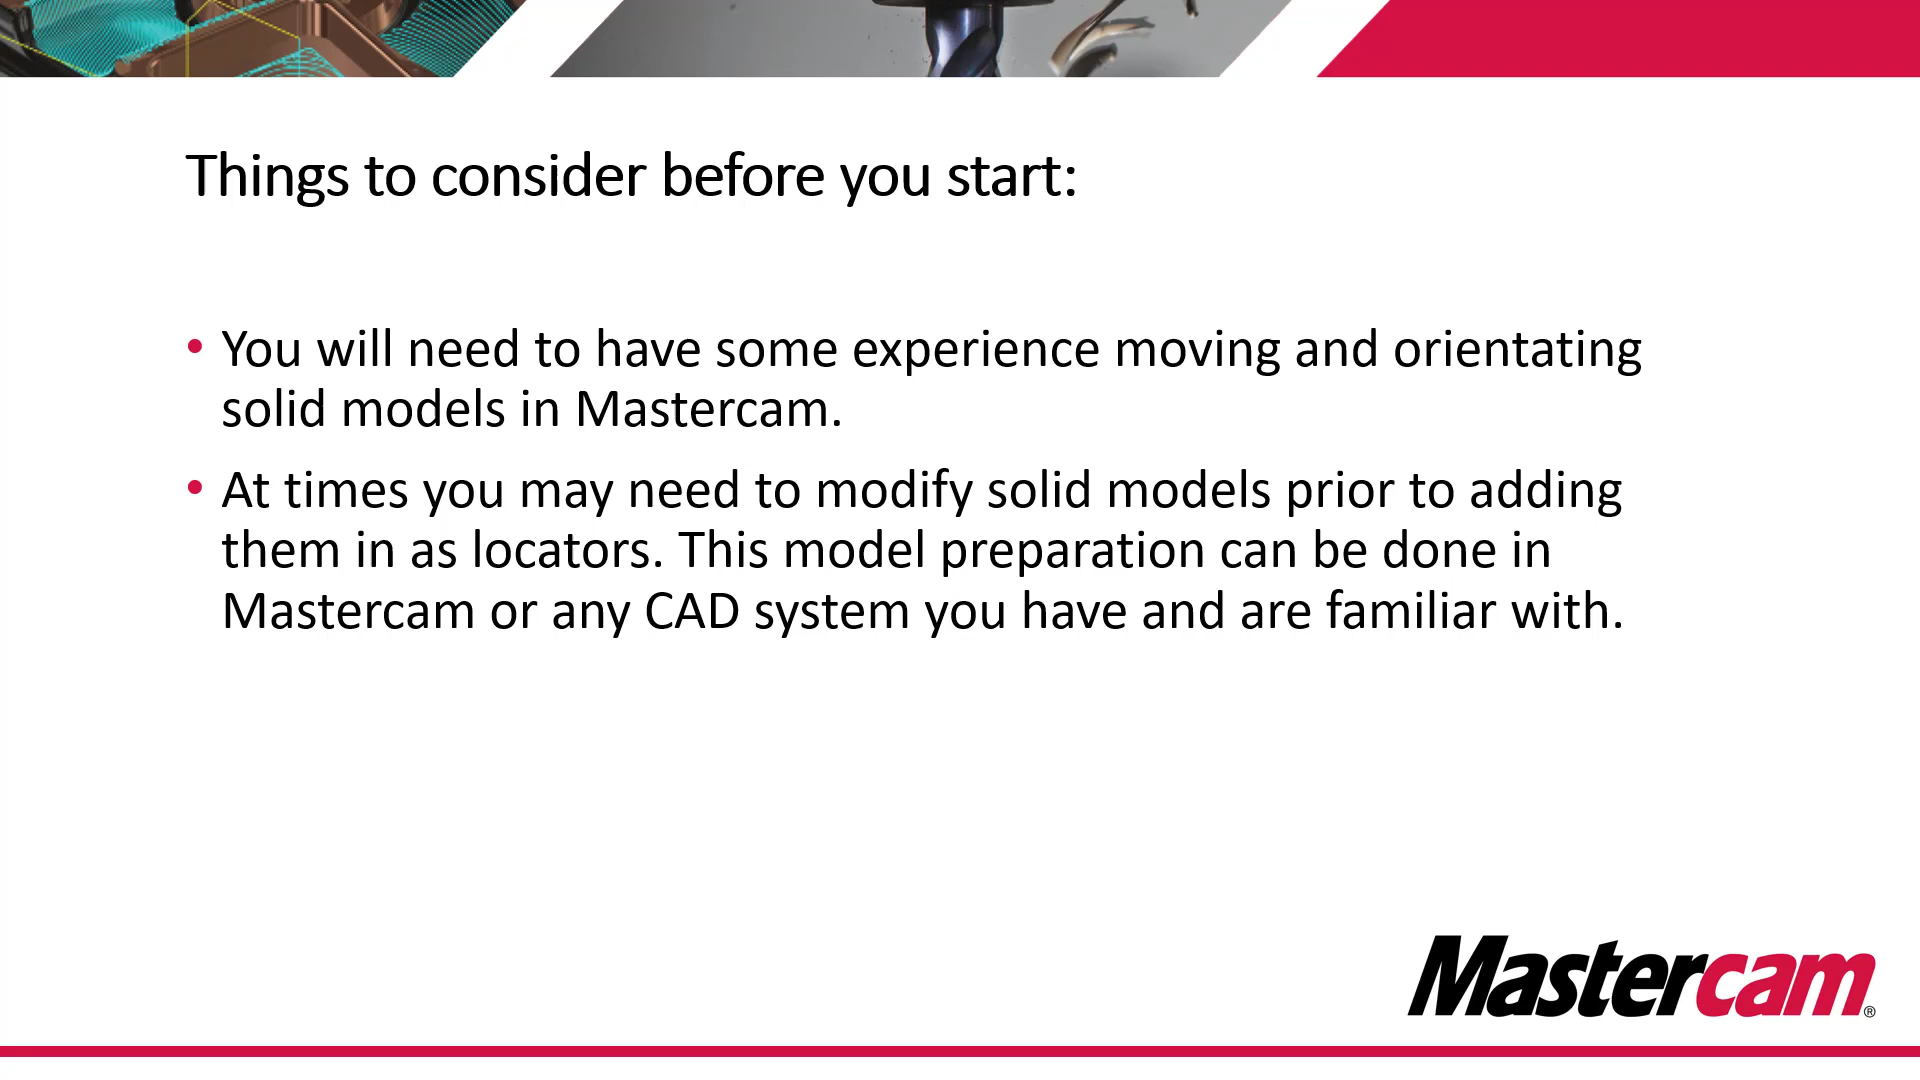 Things to consider before you start:
• You will need to have some experience moving and orientating
solid models in Mastercam.
• At times you may need to modify solid models prior to adding
them in as locators. This model preparation can be done in
Mastercam or any CAD system you have and are familiar with.
Mastercam®